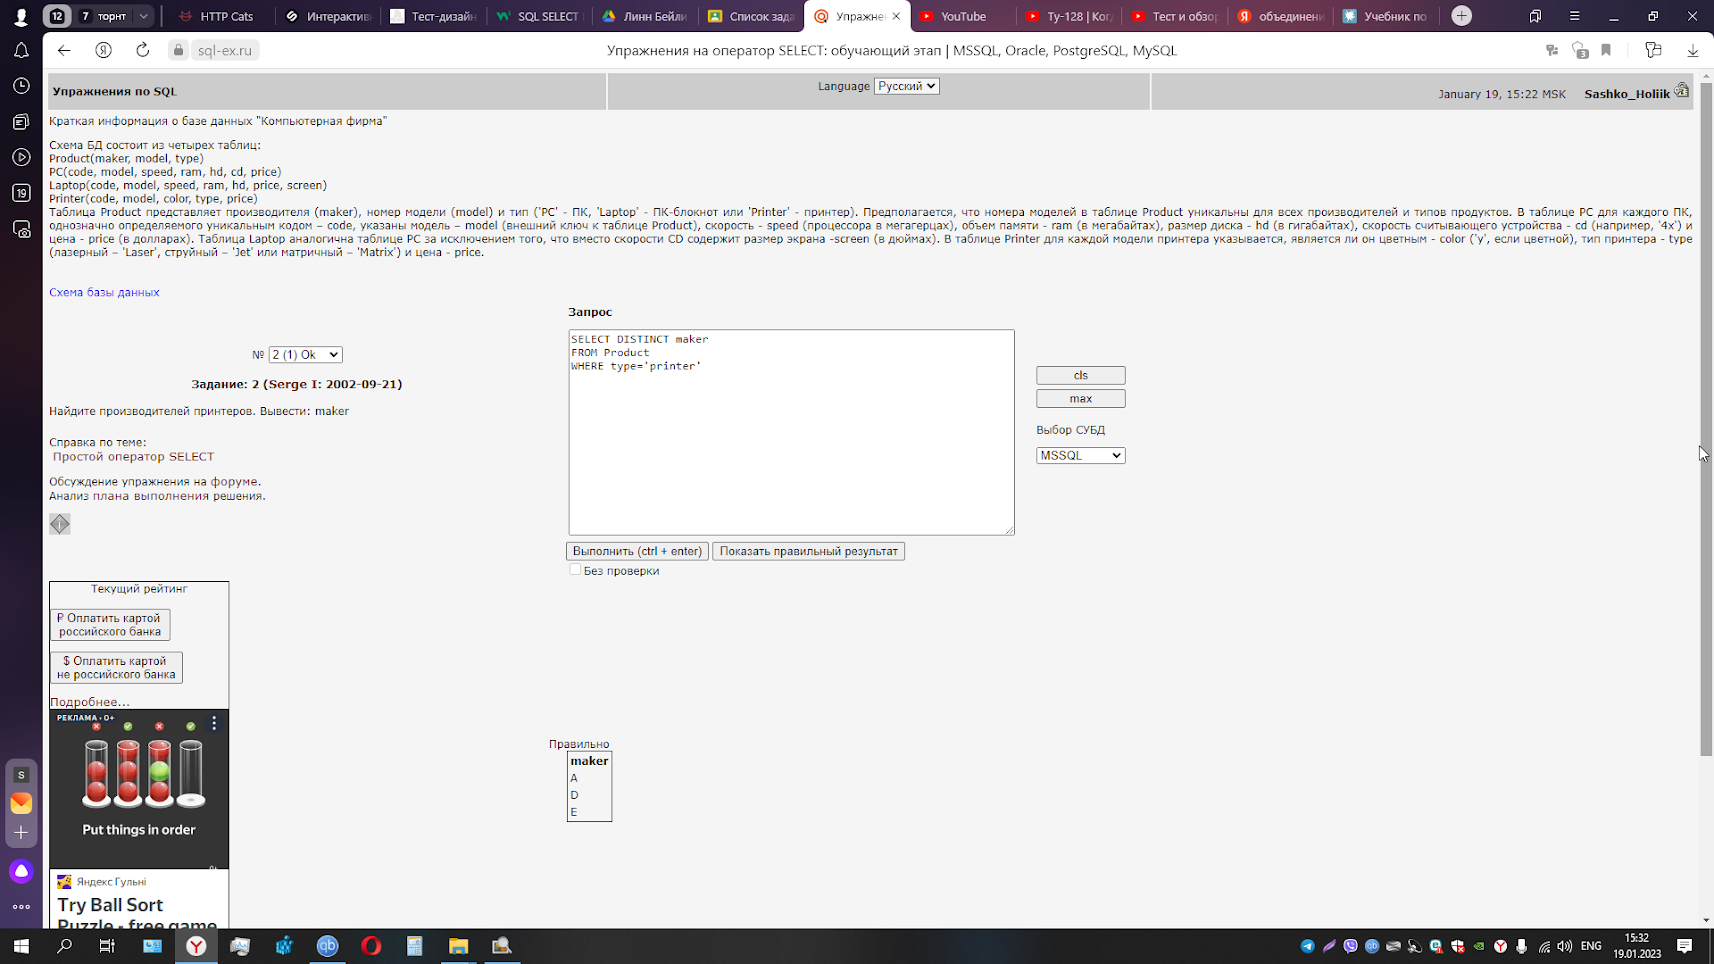 12
7 торнт
HTTP Cats
Интерактив
Тест-дизайн
SQL SELECT
Линн Бейли
Список зада
Упражнен
YouTube
Ту-128 | Ког
Тест и обзор
объединени
Учебник по
sql-ex.ru
Упражнения на оператор SELECT: обучающий этап | MSSQL, Oracle, PostgreSQL, MySQL
3
Упражнения по SQL
Language Русский
January 19, 15:22 MSK
Sashko_Holiik
Краткая информация о базе данных "Компьютерная фирма"
Схема БД состоит из четырех таблиц:
Product(maker, model, type)
PC(code, model, speed, ram, hd, cd, price)
Laptop(code, model, speed, ram, hd, price, screen)
Printer(code, model, color, type, price)
Таблица Product представляет производителя (maker), номер модели (model) и тип ('PC' - ПК, 'Laptop' - ПК-блокнот или 'Printer' - принтер). Предполагается, что номера моделей в таблице Product уникальны для всех производителей и типов продуктов. В таблице PC для каждого ПК,
однозначно определяемого уникальным кодом – code, указаны модель – model (внешний ключ к таблице Product), скорость - speed (процессора в мегагерцах), объем памяти - ram (в мегабайтах), размер диска - hd (в гигабайтах), скорость считывающего устройства - cd (например, '4x') и
цена - price (в долларах). Таблица Laptop аналогична таблице РС за исключением того, что вместо скорости CD содержит размер экрана -screen (в дюймах). В таблице Printer для каждой модели принтера указывается, является ли он цветным - color ('y', если цветной), тип принтера - type
(лазерный – 'Laser', струйный – 'Jet' или матричный – 'Matrix') и цена - price.
Схема базы данных
Запрос
№ 2 (1) Ok
Задание: 2 (Serge I: 2002-09-21)
Найдите производителей принтеров. Вывести: maker
Справка по теме:
Простой оператор SELECT
Обсуждение упражнения на форуме.
Анализ плана выполнения решения.
SELECT DISTINCT maker
FROM Product
WHERE type='printer'
cls
max
Выбор СУБД
MSSQL
Выполнить (ctrl + enter)
Показать правильный результат
Без проверки
Текущий рейтинг
₽ Оплатить картой
российского банка
$ Оплатить картой
не российского банка
Подробнее...
РЕКЛАМА • 0+
Put things in order
Яндекс Гульні
Try Ball Sort
Puzzle - free game
Правильно
maker
A
D
E
19
S
ENG
15:32
19.01.2023